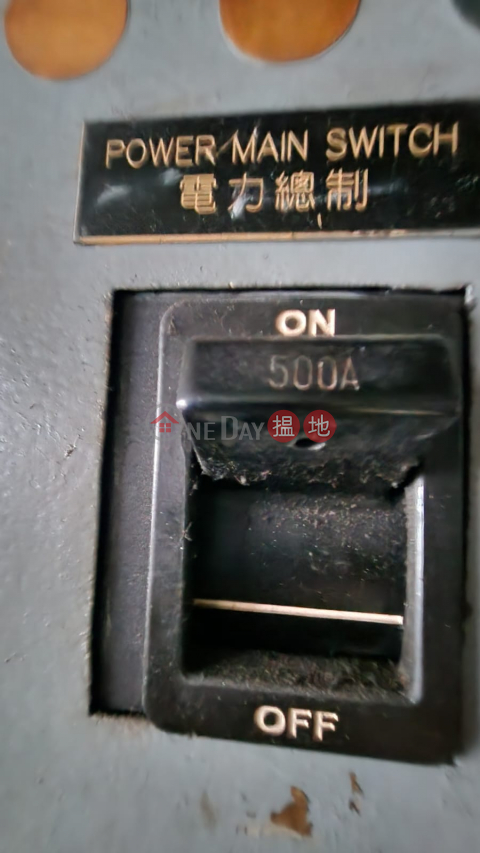 POWER MAIN SWITCH
電力總制
ON
500A
ONEDAY 搵地
OFF